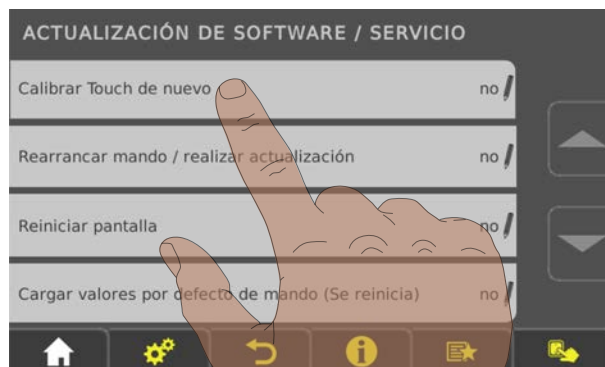 ACTUALIZACIÓN DE SOFTWARE / SERVICIO
Calibrar Touch de nuevo no
Rearrancar mando / realizar actualización no
Reiniciar pantalla no
Cargar valores por defecto de mando (Se reinicia) no